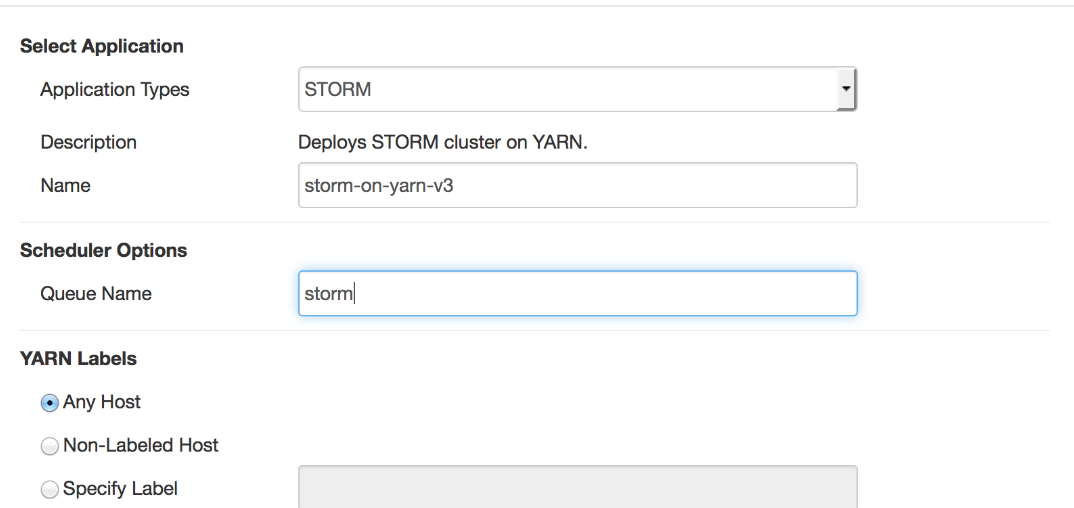 Select Application
Application Types STORM
Description Deploys STORM cluster on YARN.
Name storm-on-yarn-v3
Scheduler Options
Queue Name storm
YARN Labels
Any Host
Non-Labeled Host
Specify Label